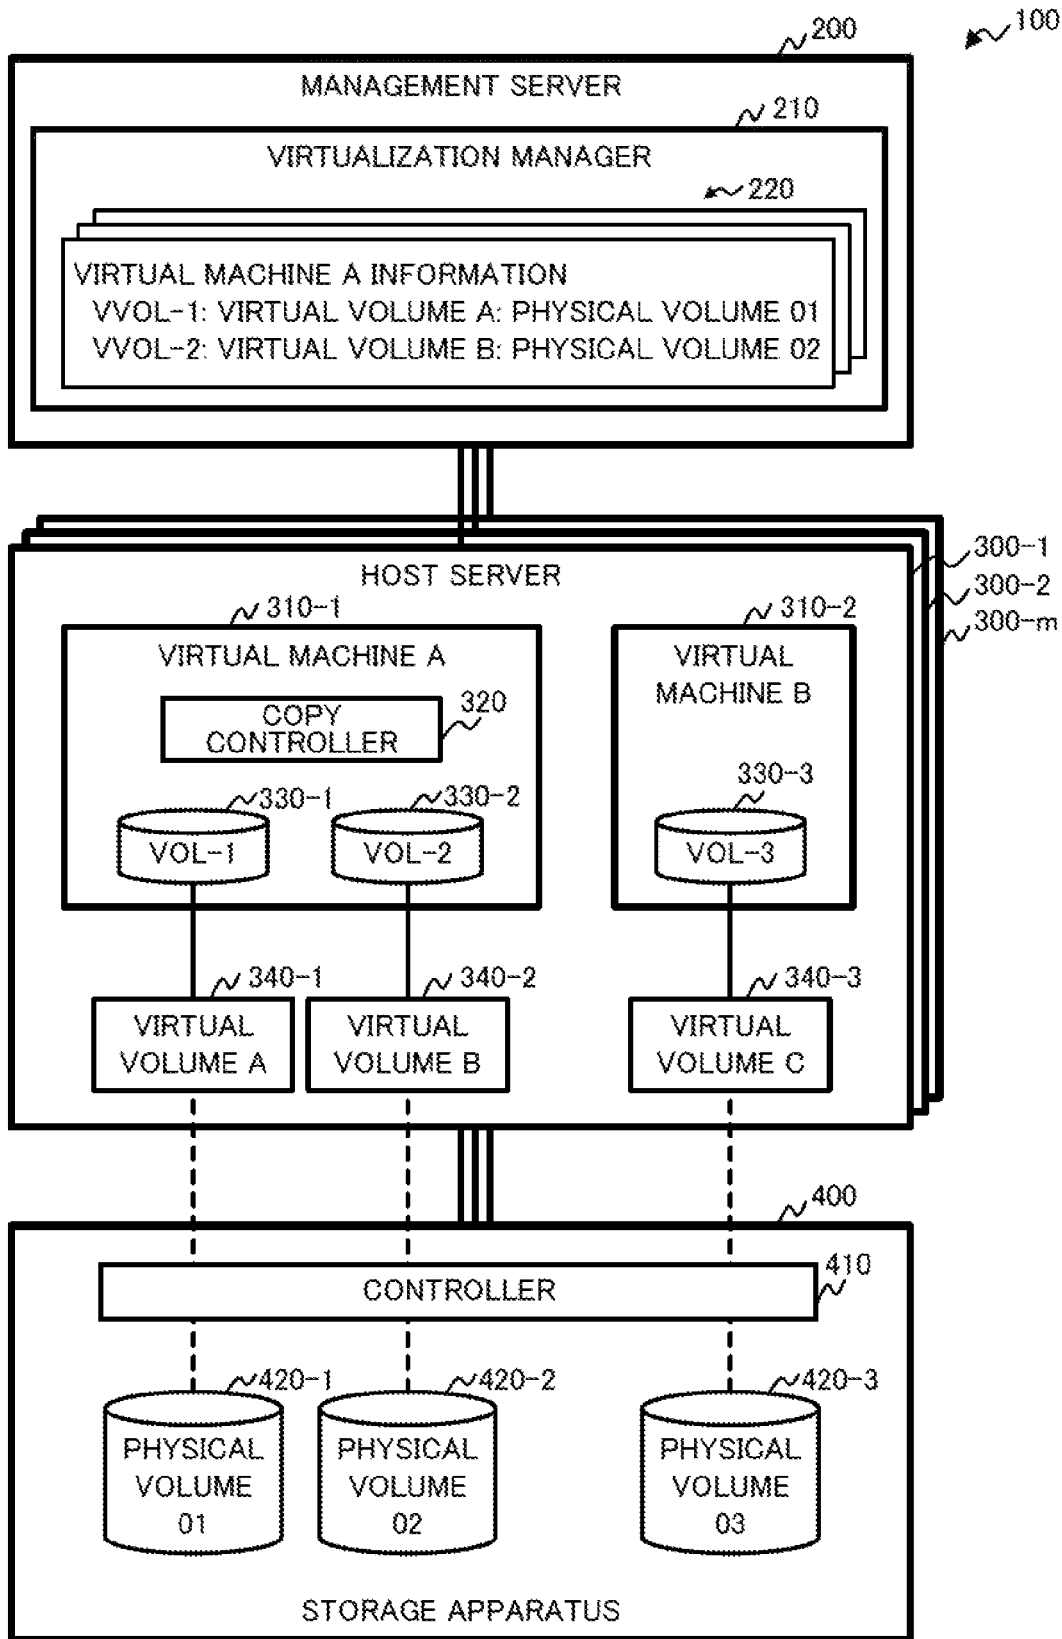 100
200
MANAGEMENT SERVER
210
VIRTUALIZATION MANAGER
220
VIRTUAL MACHINE A INFORMATION
VVOL-1: VIRTUAL VOLUME A: PHYSICAL VOLUME 01
VVOL-2: VIRTUAL VOLUME B: PHYSICAL VOLUME 02
300-1
300-2
300-m
HOST SERVER
310-1
VIRTUAL MACHINE A
320
COPY
CONTROLLER
330-1
VOL-1
330-2
VOL-2
310-2
VIRTUAL
MACHINE B
330-3
VOL-3
340-1
VIRTUAL
VOLUME A
340-2
VIRTUAL
VOLUME B
340-3
VIRTUAL
VOLUME C
400
410
CONTROLLER
420-1
PHYSICAL
VOLUME
01
420-2
PHYSICAL
VOLUME
02
420-3
PHYSICAL
VOLUME
03
STORAGE APPARATUS